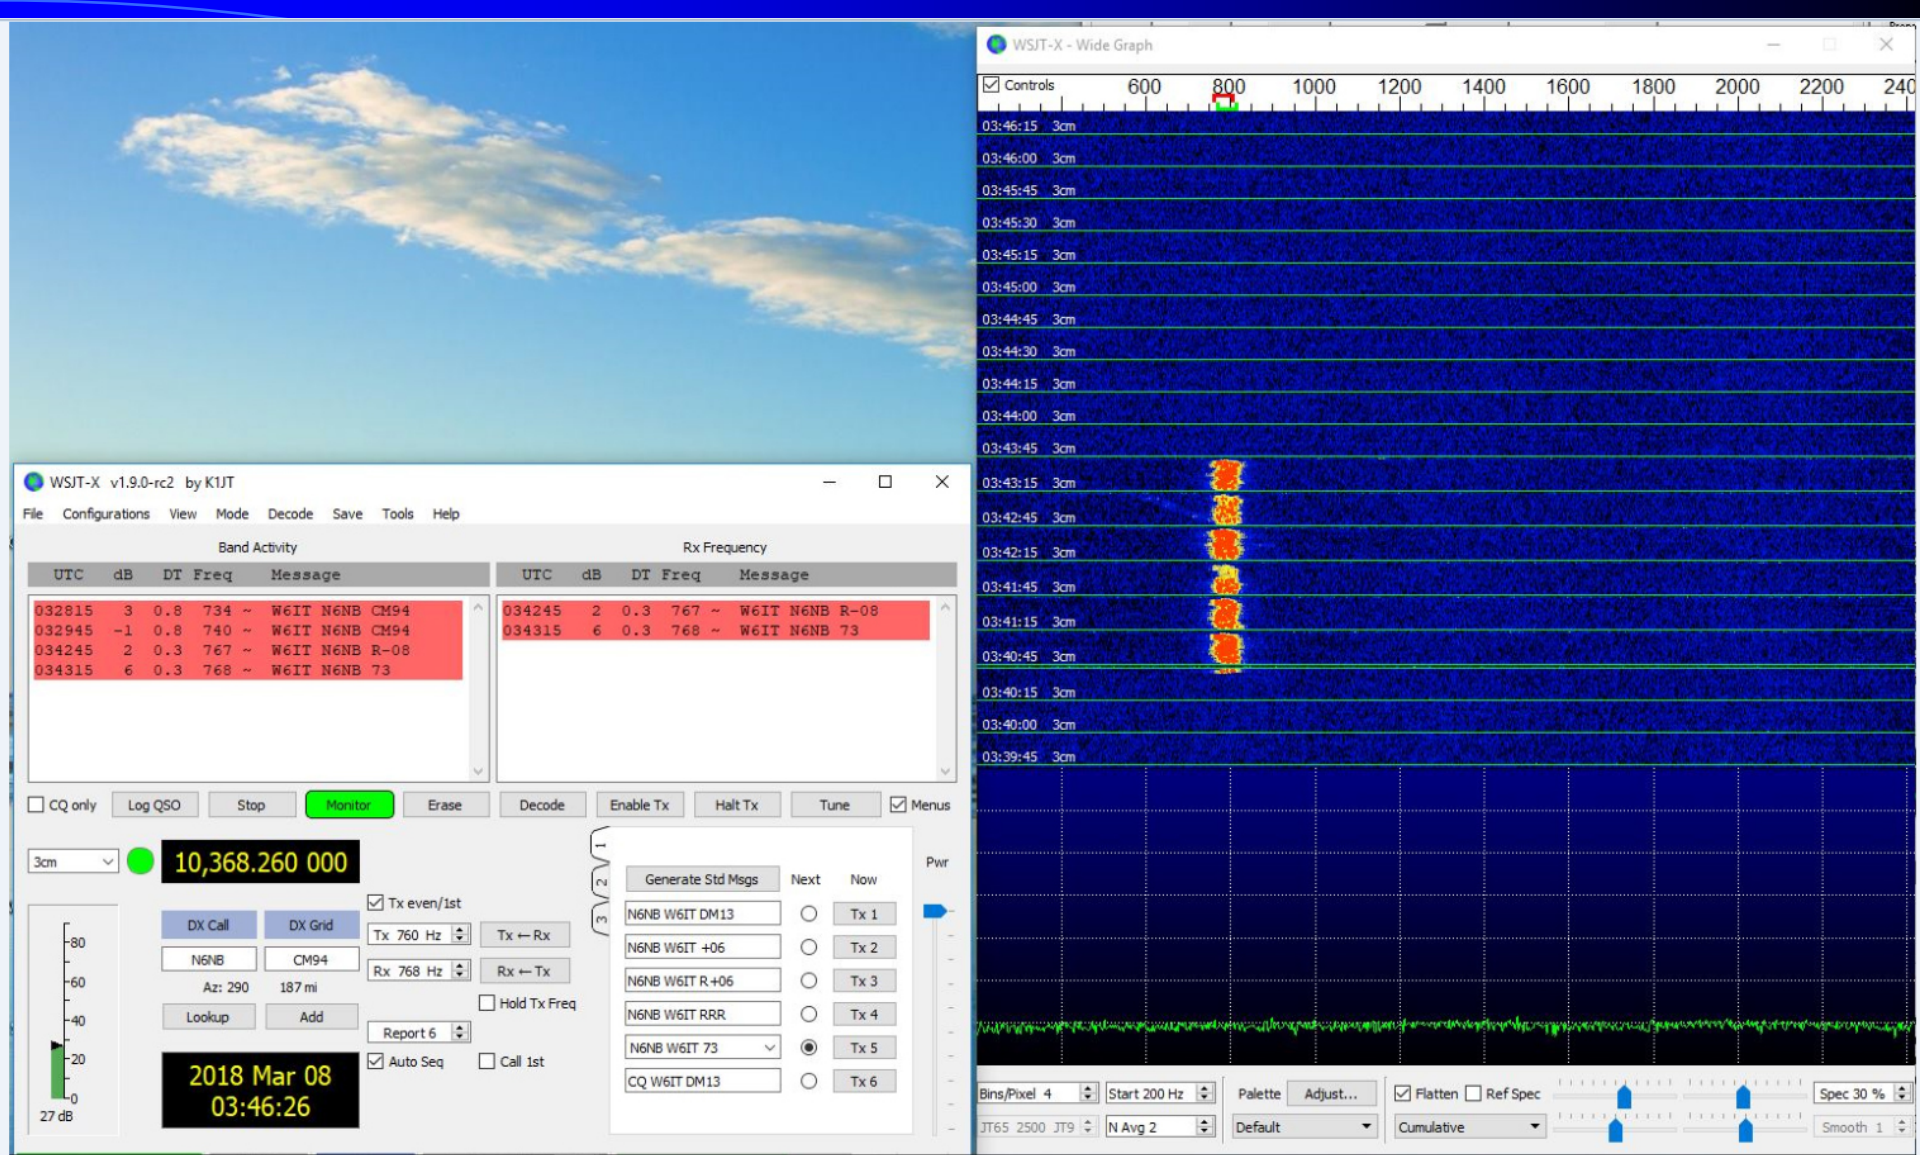 WSJT-X - Wide Graph
Controls
600 800 1000 1200 1400 1600 1800 2000 2200 240
03:46:15 3cm
03:46:00 3cm
03:45:45 3cm
03:45:30 3cm
03:45:15 3cm
03:45:00 3cm
03:44:45 3cm
03:44:30 3cm
03:44:15 3cm
03:44:00 3cm
03:43:45 3cm
03:43:15 3cm
03:42:45 3cm
03:42:15 3cm
03:41:45 3cm
03:41:15 3cm
03:40:45 3cm
03:40:15 3cm
03:40:00 3cm
03:39:45 3cm
Bins/Pixel 4 Start 200 Hz Palette Adjust... Flatten Ref Spec Spec 30 %
JT65 2500 JT9 N Avg 2 Default Cumulative Smooth 1
WSJT-X v1.9.0-rc2 by K1JT
File Configurations View Mode Decode Save Tools Help
Band Activity
UTC dB DT Freq Message
032815 3 0.8 734 ~ W6IT N6NB CM94
032945 -1 0.8 740 ~ W6IT N6NB CM94
034245 2 0.3 767 ~ W6IT N6NB R-08
034315 6 0.3 768 ~ W6IT N6NB 73
Rx Frequency
UTC dB DT Freq Message
034245 2 0.3 767 ~ W6IT N6NB R-08
034315 6 0.3 768 ~ W6IT N6NB 73
CQ only Log QSO Stop Monitor Erase Decode Enable Tx Halt Tx Tune Menus
3cm
10,368.260 000
-80
-60
-40
-20
-0
27 dB
DX Call DX Grid
N6NB CM94
Az: 290 187 mi
Lookup Add
2018 Mar 08
03:46:26
Tx even/1st
Tx 760 Hz Tx ← Rx
Rx 768 Hz Rx ← Tx
Hold Tx Freq
Report 6
Auto Seq Call 1st
1
2
3
Generate Std Msgs Next Now
N6NB W6IT DM13 Tx 1
N6NB W6IT +06 Tx 2
N6NB W6IT R+06 Tx 3
N6NB W6IT RRR Tx 4
N6NB W6IT 73 Tx 5
CQ W6IT DM13 Tx 6
Pwr